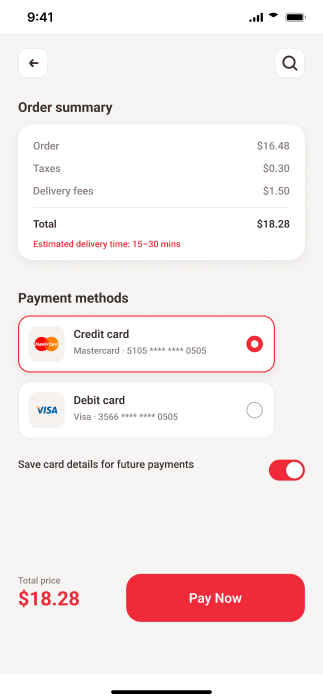 9:41
Order summary
Order $16.48
Taxes $0.30
Delivery fees $1.50
Total $18.28
Estimated delivery time: 15–30 mins
Payment methods
Credit card
MasterCard
Mastercard · 5105 **** **** 0505
Debit card
VISA
Visa · 3566 **** **** 0505
Save card details for future payments
Total price
$18.28
Pay Now